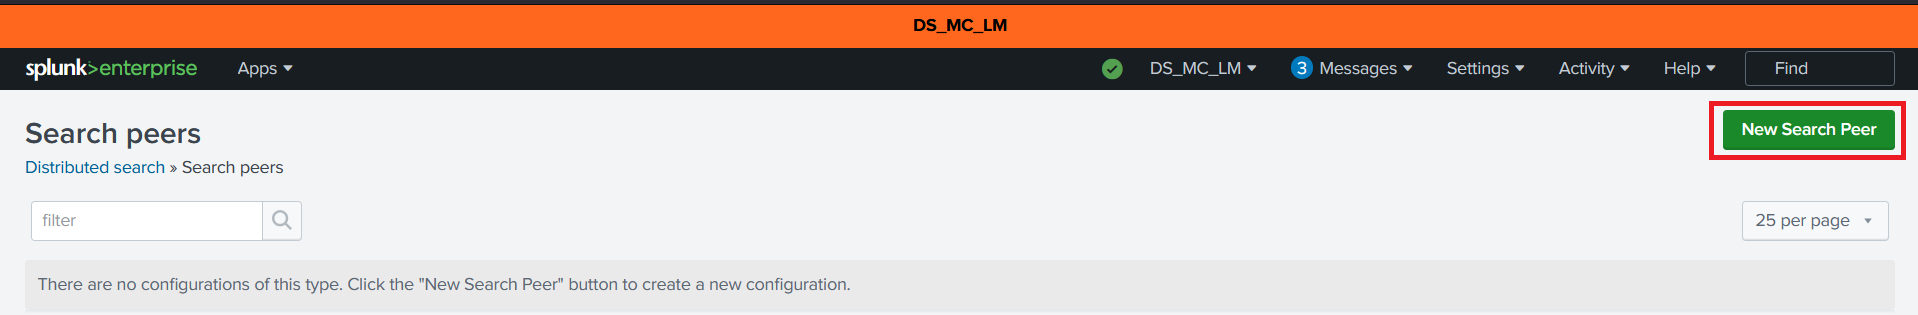 DS_MC_LM
splunk>enterprise Apps DS_MC_LM 3 Messages Settings Activity Help Find
Search peers
New Search Peer
Distributed search » Search peers
filter
25 per page
There are no configurations of this type. Click the "New Search Peer" button to create a new configuration.